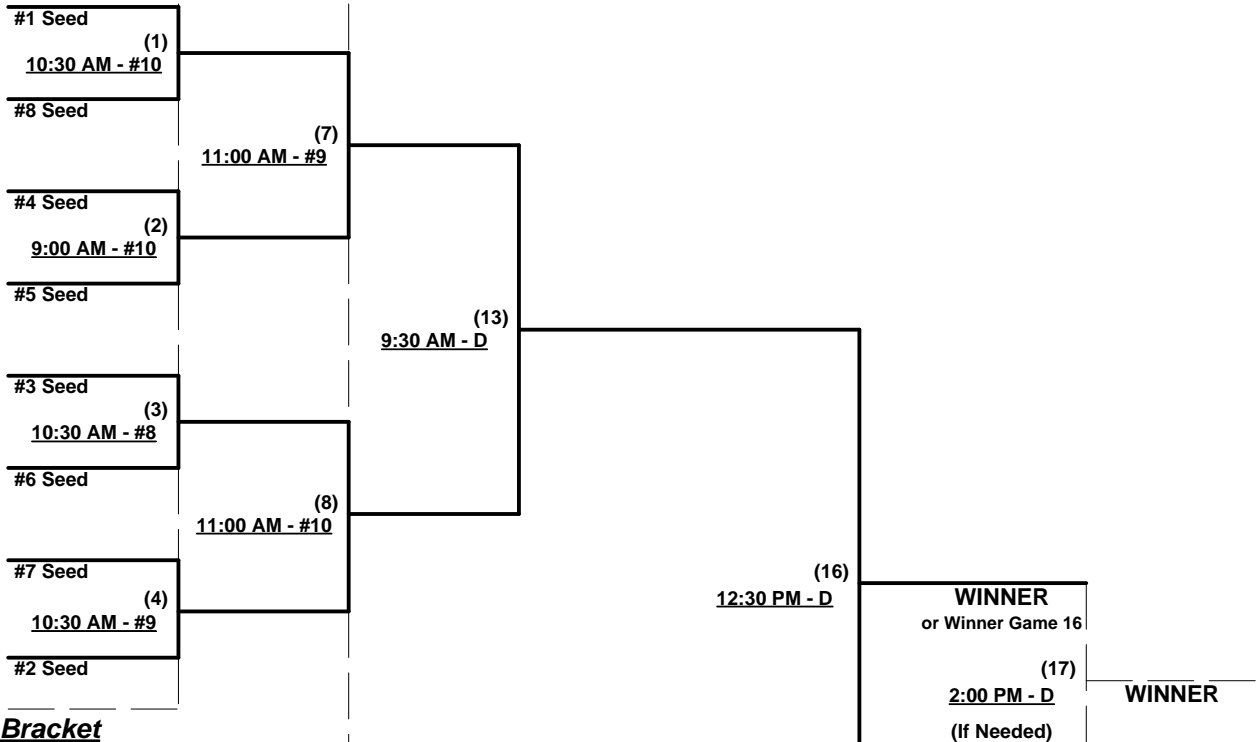 #1 Seed
(1)
10:30 AM - #10
#8 Seed
(7)
11:00 AM - #9
#4 Seed
(2)
9:00 AM - #10
#5 Seed
(13)
9:30 AM - D
#3 Seed
(3)
10:30 AM - #8
#6 Seed
(8)
11:00 AM - #10
#7 Seed
(4)
10:30 AM - #9
#2 Seed
(16)
12:30 PM - D
WINNER
or Winner Game 16
(17)
2:00 PM - D
(If Needed)
WINNER
Bracket